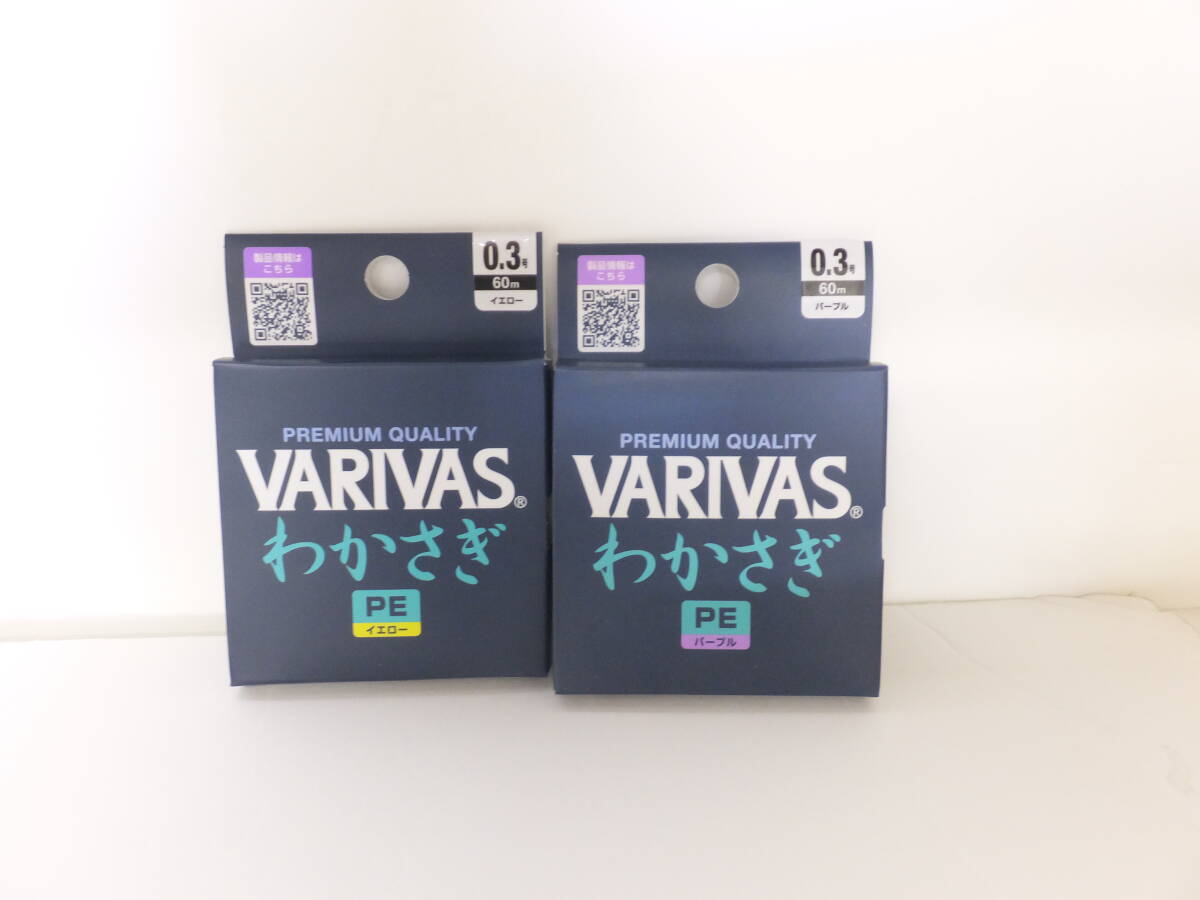 製品情報は
こちら
0.3号
60m
イエロー
PREMIUM QUALITY
VARIVAS®
わかさぎ
PE
イエロー
製品情報は
こちら
0.3号
60m
パープル
PREMIUM QUALITY
VARIVAS®
わかさぎ
PE
パープル